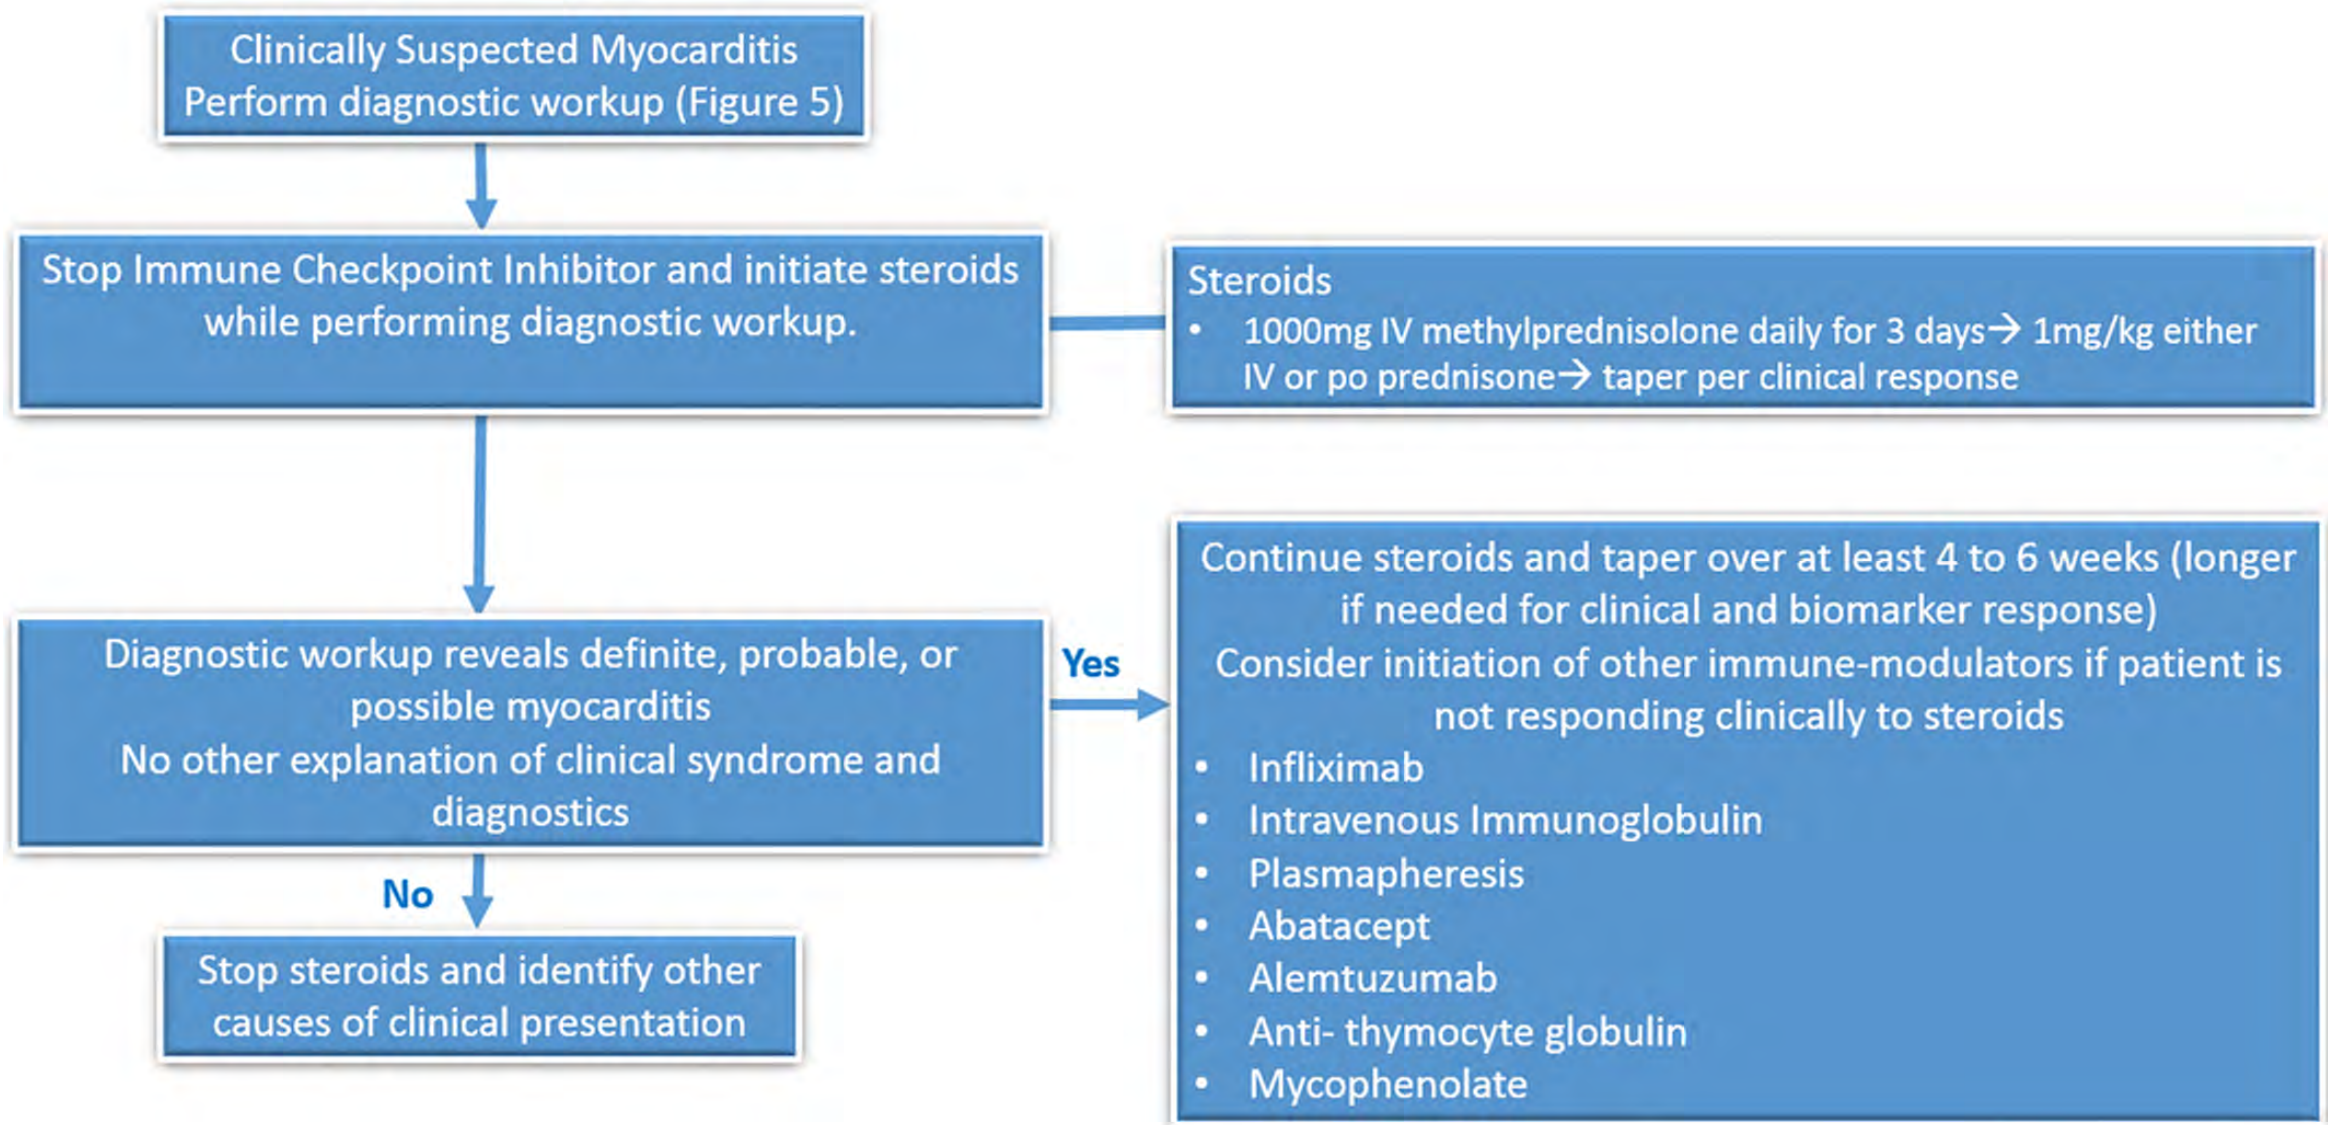 Clinically Suspected Myocarditis
Perform diagnostic workup (Figure 5)
Stop Immune Checkpoint Inhibitor and initiate steroids
while performing diagnostic workup.
Steroids
• 1000mg IV methylprednisolone daily for 3 days→ 1mg/kg either
IV or po prednisone→ taper per clinical response
Diagnostic workup reveals definite, probable, or
possible myocarditis
No other explanation of clinical syndrome and
diagnostics
Yes
Continue steroids and taper over at least 4 to 6 weeks (longer
if needed for clinical and biomarker response)
Consider initiation of other immune-modulators if patient is
not responding clinically to steroids
• Infliximab
• Intravenous Immunoglobulin
• Plasmapheresis
• Abatacept
• Alemtuzumab
• Anti- thymocyte globulin
• Mycophenolate
No
Stop steroids and identify other
causes of clinical presentation